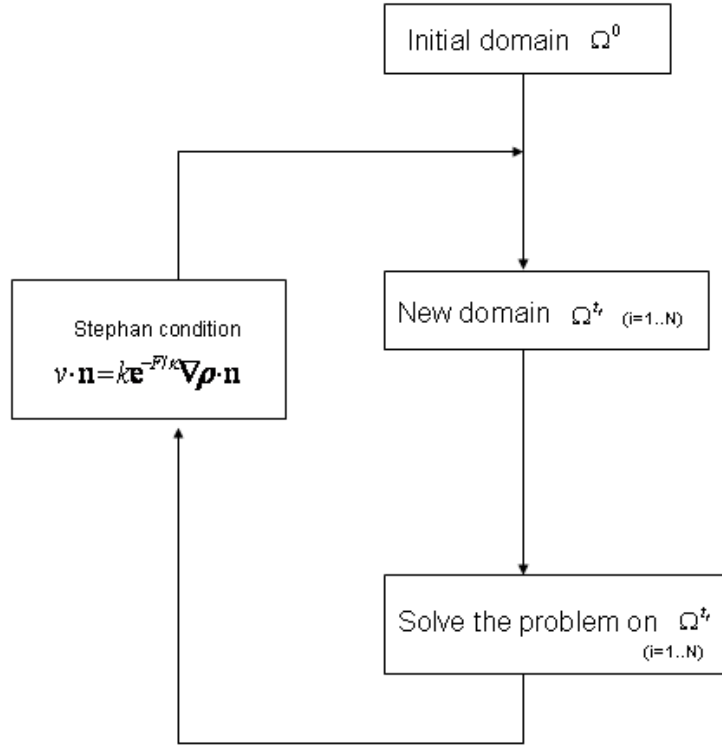 Initial domain Ω⁰
New domain Ω^{t_i} (i=1..N)
Stephan condition
v·n=ke^{-F/κ}∇ρ·n
Solve the problem on Ω^{t_i}
(i=1..N)